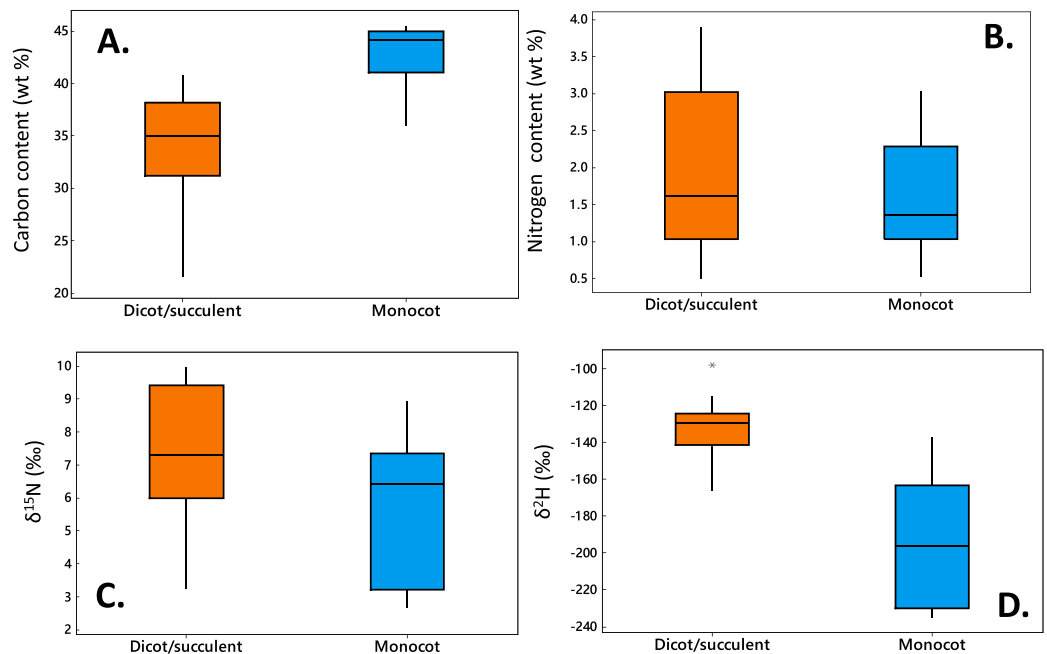 A.
Carbon content (wt %)
45
40
35
30
25
20
Dicot/succulent Monocot
B.
Nitrogen content (wt %)
4.0
3.5
3.0
2.5
2.0
1.5
1.0
0.5
Dicot/succulent Monocot
C.
δ¹⁵N (‰)
10
9
8
7
6
5
4
3
2
Dicot/succulent Monocot
D.
δ²H (‰)
-100
-120
-140
-160
-180
-200
-220
-240
Dicot/succulent Monocot